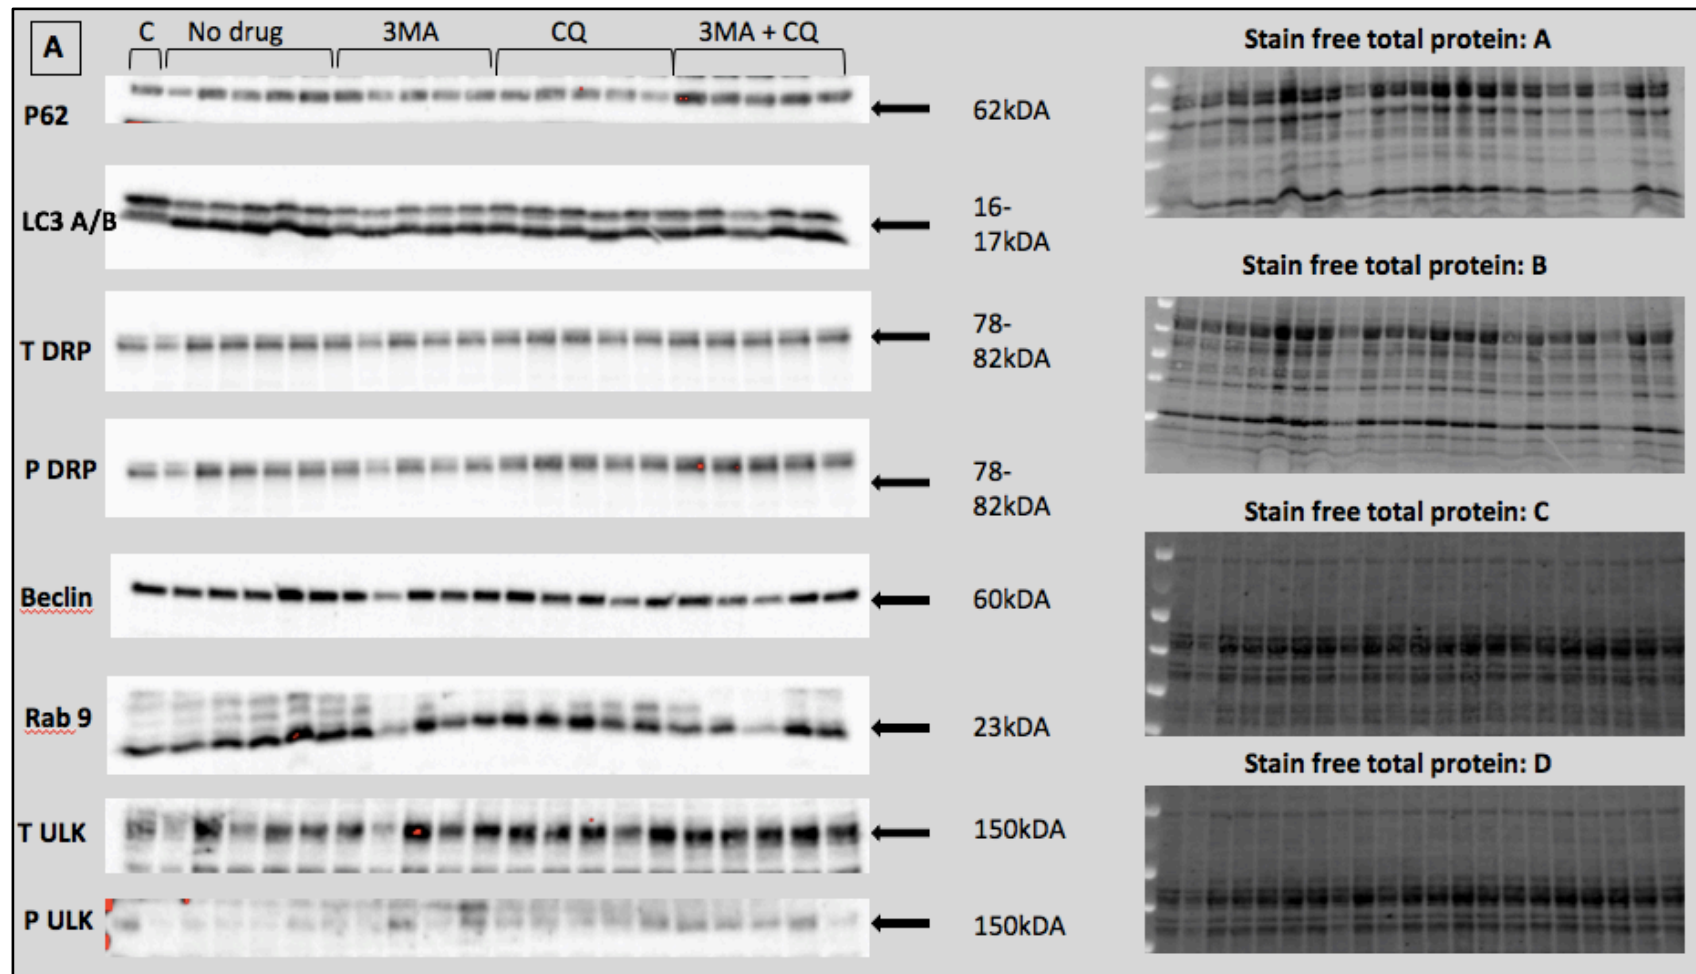 A
C
No drug
3MA
CQ
3MA + CQ
P62
62kDA
LC3 A/B
16-
17kDA
T DRP
78-
82kDA
P DRP
78-
82kDA
Beclin
60kDA
Rab 9
23kDA
T ULK
150kDA
P ULK
150kDA
Stain free total protein: A
Stain free total protein: B
Stain free total protein: C
Stain free total protein: D